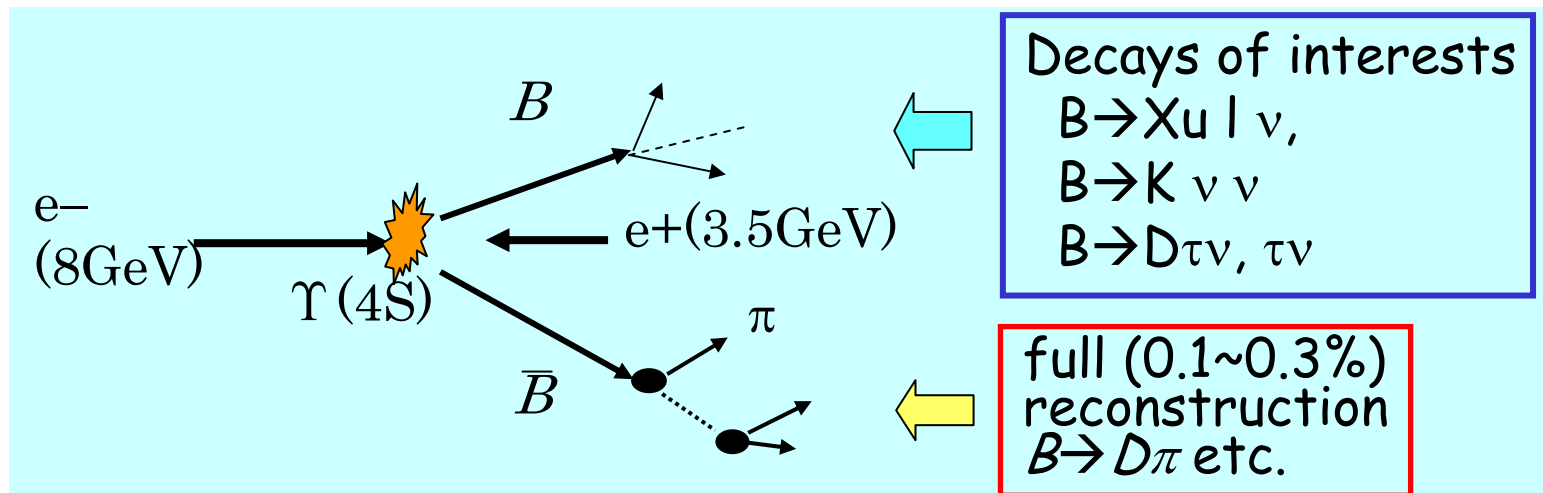 B
e–
(8GeV)
e+(3.5GeV)
ϒ(4S)
π
B̅
Decays of interests
B→Xu l ν,
B→K ν ν
B→Dτν, τν
full (0.1~0.3%)
reconstruction
B→Dπ etc.